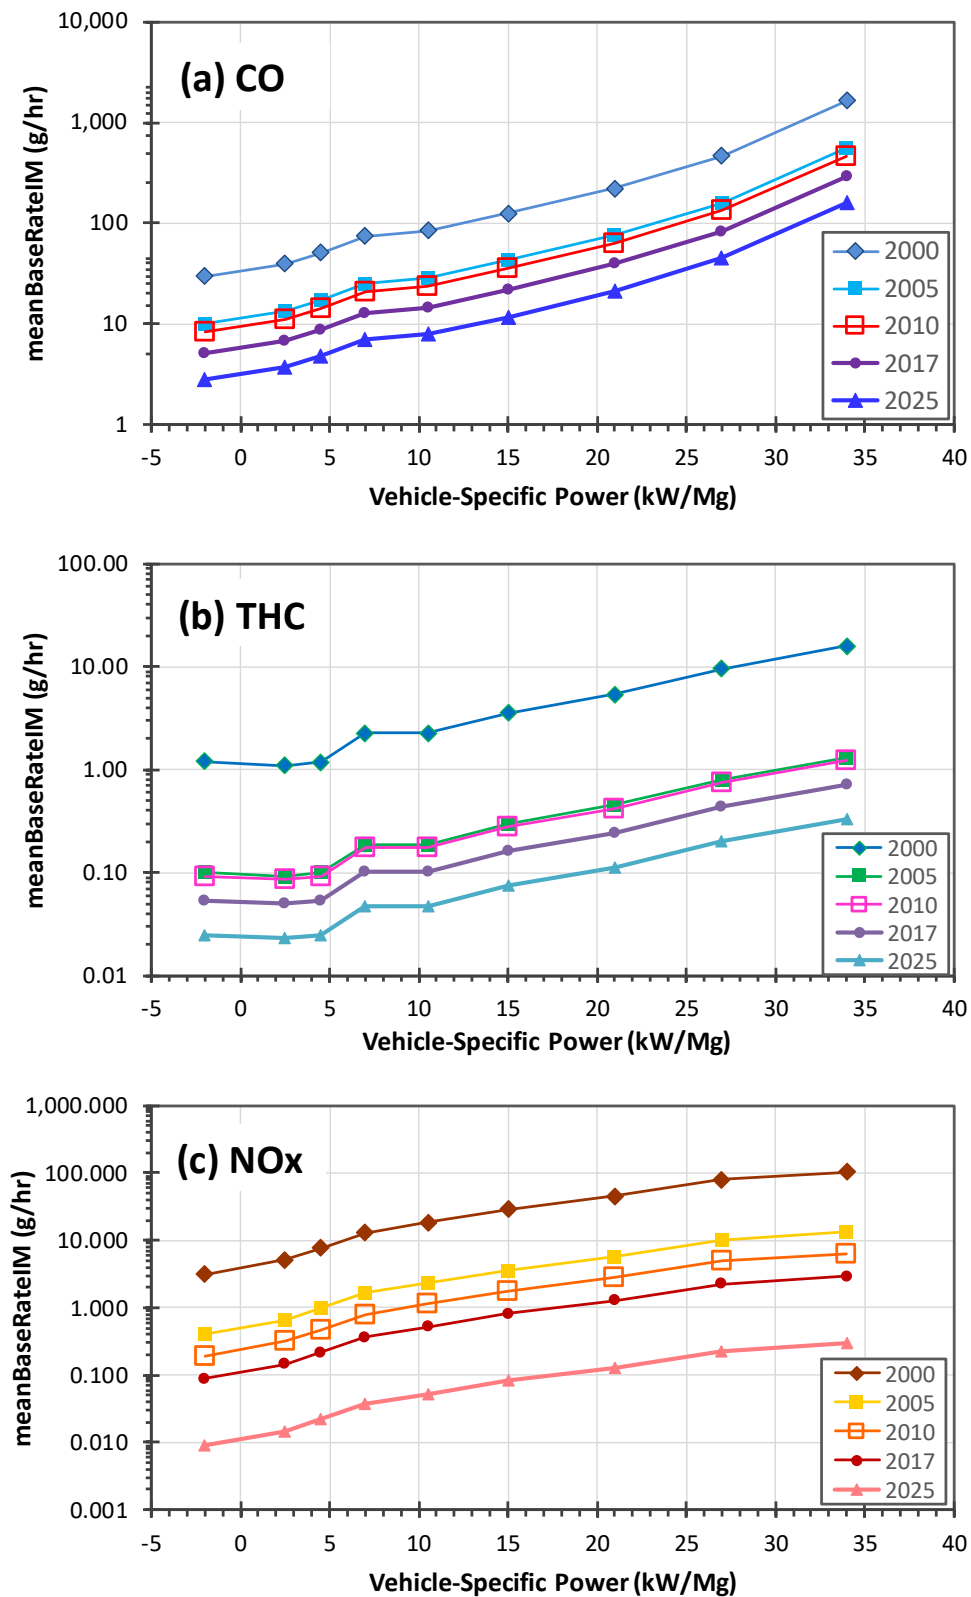 (a) CO
meanBaseRateIM (g/hr)
10,000
1,000
100
10
1
2000
2005
2010
2017
2025
-5 0 5 10 15 20 25 30 35 40
Vehicle-Specific Power (kW/Mg)
(b) THC
meanBaseRateIM (g/hr)
100.00
10.00
1.00
0.10
0.01
2000
2005
2010
2017
2025
-5 0 5 10 15 20 25 30 35 40
Vehicle-Specific Power (kW/Mg)
(c) NOx
meanBaseRateIM (g/hr)
1,000.000
100.000
10.000
1.000
0.100
0.010
0.001
2000
2005
2010
2017
2025
-5 0 5 10 15 20 25 30 35 40
Vehicle-Specific Power (kW/Mg)